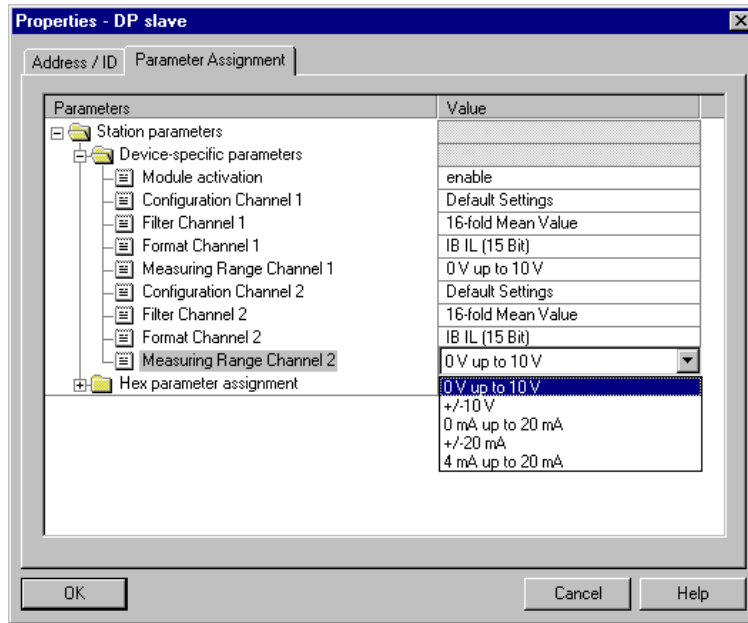 Properties - DP slave
Address / ID Parameter Assignment
Parameters Value
Station parameters
Device-specific parameters
Module activation enable
Configuration Channel 1 Default Settings
Filter Channel 1 16-fold Mean Value
Format Channel 1 IB IL (15 Bit)
Measuring Range Channel 1 0 V up to 10 V
Configuration Channel 2 Default Settings
Filter Channel 2 16-fold Mean Value
Format Channel 2 IB IL (15 Bit)
Measuring Range Channel 2 0 V up to 10 V
Hex parameter assignment 0 V up to 10 V
+/-10 V
0 mA up to 20 mA
+/-20 mA
4 mA up to 20 mA
OK Cancel Help